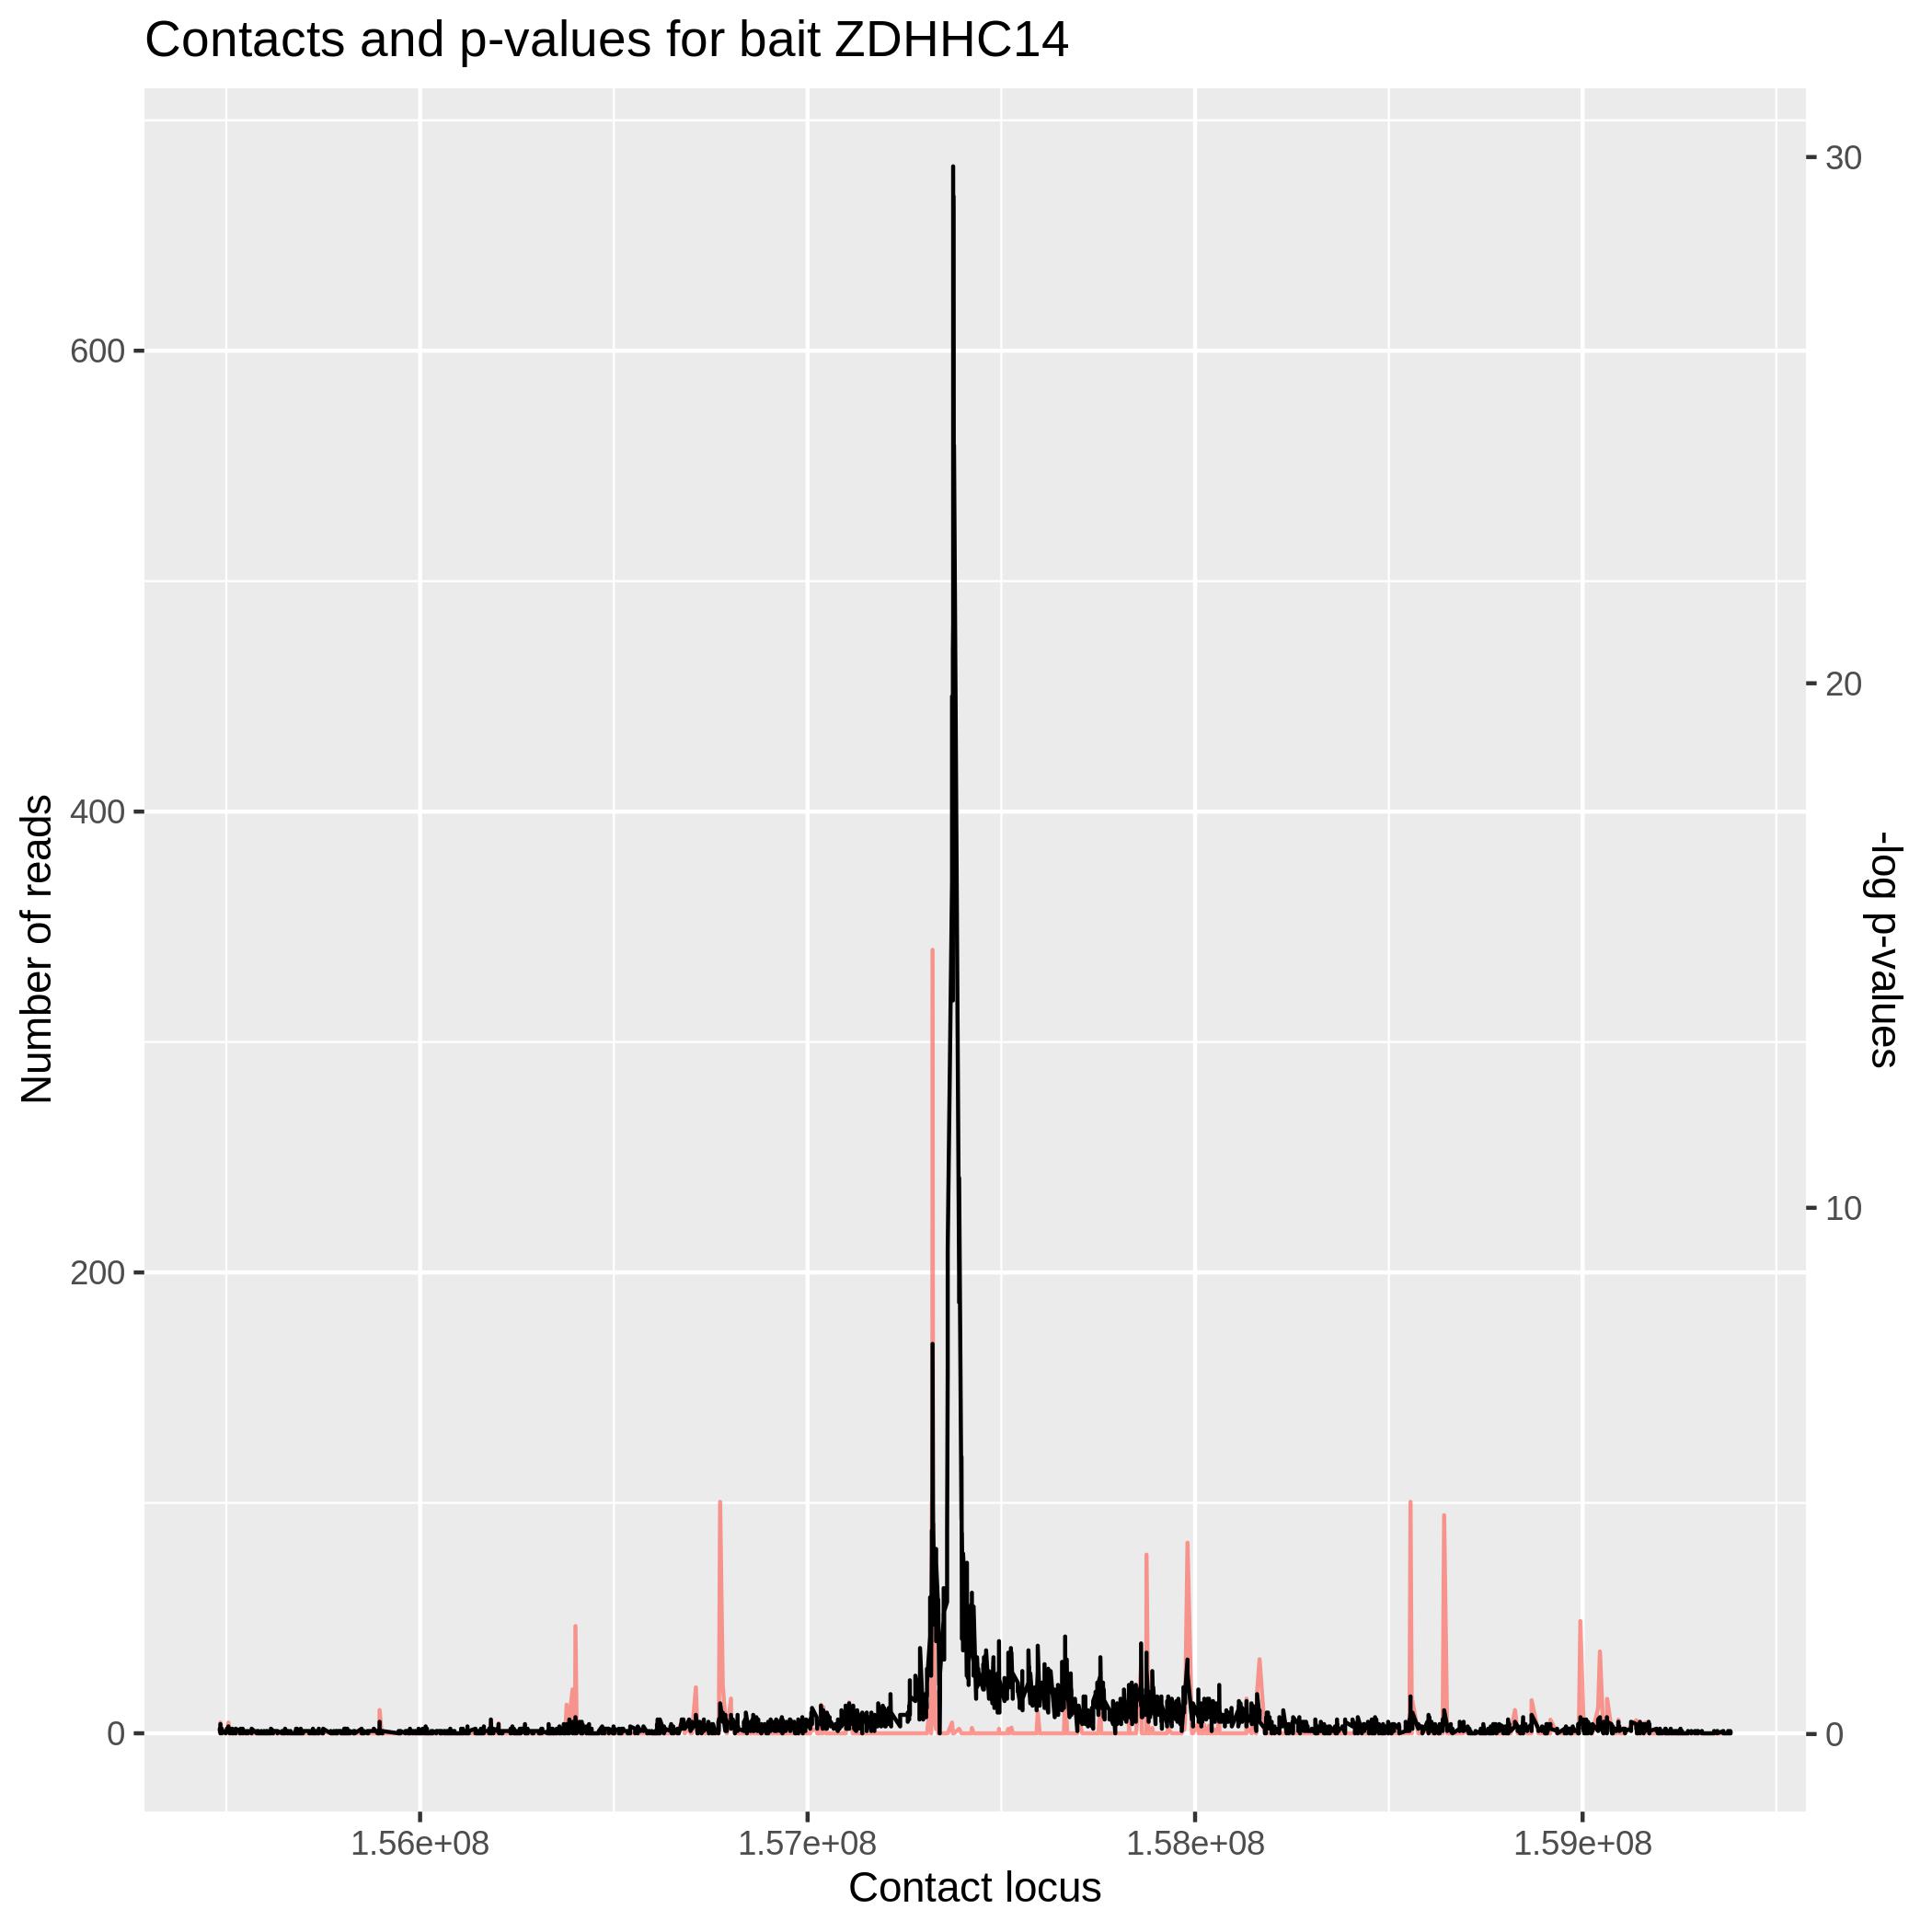 Contacts and p-values for bait ZDHHC14
Number of reads
600
400
200
0
30
20
10
0
-log p-values
1.56e+08
1.57e+08
1.58e+08
1.59e+08
Contact locus